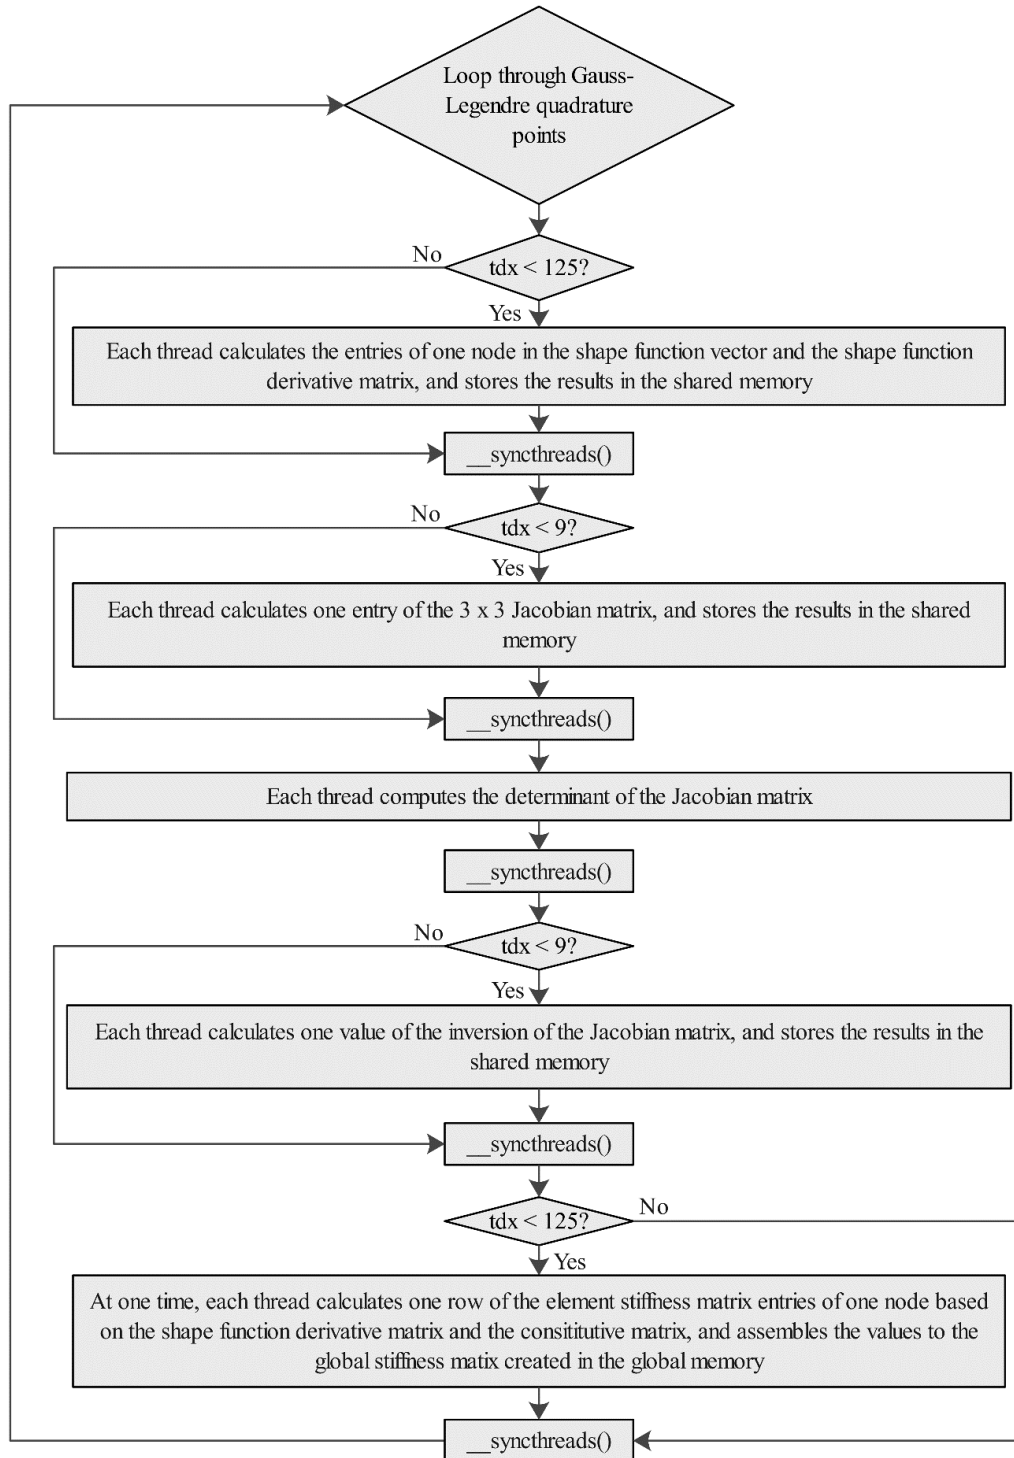 Loop through Gauss-
Legendre quadrature
points
No
tdx < 125?
Yes
Each thread calculates the entries of one node in the shape function vector and the shape function
derivative matrix, and stores the results in the shared memory
__syncthreads()
No
tdx < 9?
Yes
Each thread calculates one entry of the 3 x 3 Jacobian matrix, and stores the results in the shared
memory
__syncthreads()
Each thread computes the determinant of the Jacobian matrix
__syncthreads()
No
tdx < 9?
Yes
Each thread calculates one value of the inversion of the Jacobian matrix, and stores the results in the
shared memory
__syncthreads()
tdx < 125?
No
Yes
At one time, each thread calculates one row of the element stiffness matrix entries of one node based
on the shape function derivative matrix and the consititutive matrix, and assembles the values to the
global stiffness matix created in the global memory
__syncthreads()